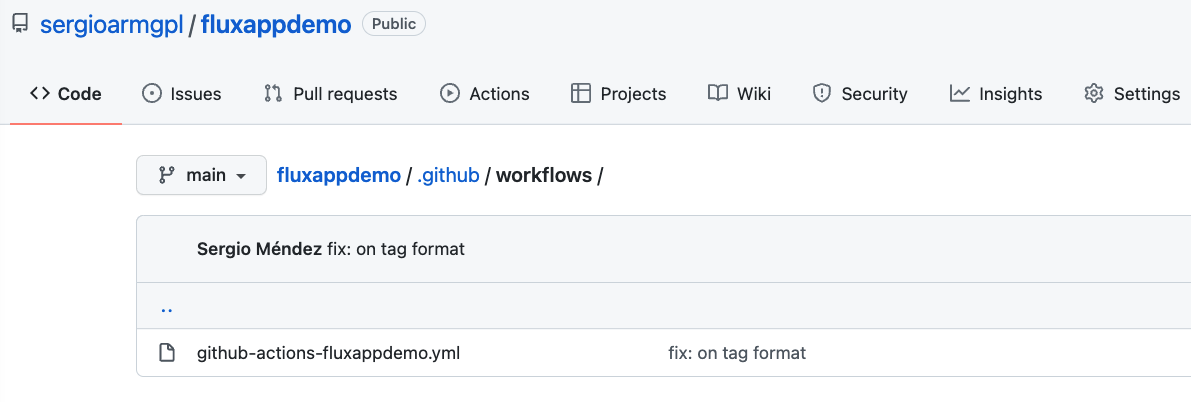 sergioarmgpl / fluxappdemo Public
Code Issues Pull requests Actions Projects Wiki Security Insights Settings
main fluxappdemo / .github / workflows /
Sergio Méndez fix: on tag format
..
github-actions-fluxappdemo.yml fix: on tag format